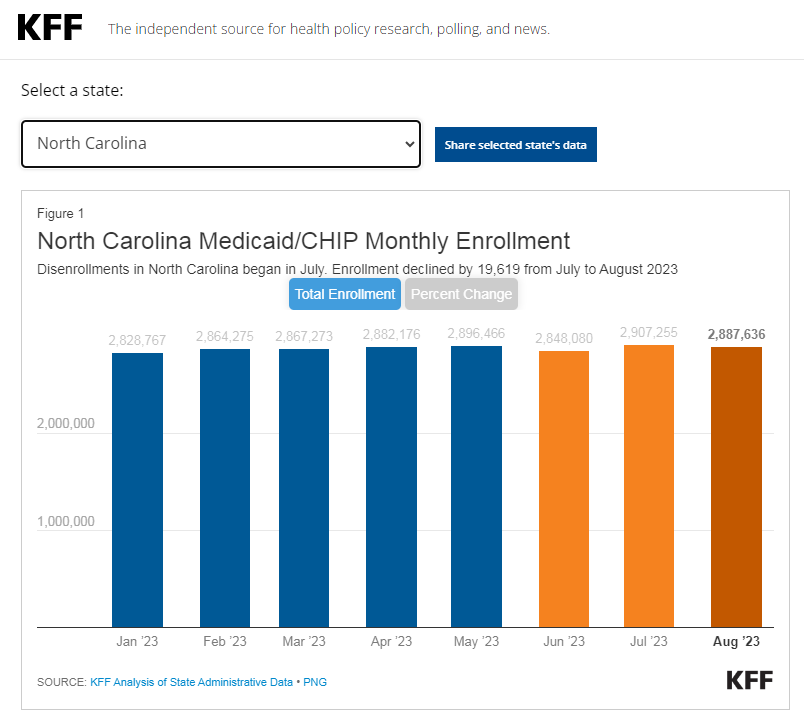 KFF
The independent source for health policy research, polling, and news.
Select a state:
North Carolina
Share selected state's data
Figure 1
North Carolina Medicaid/CHIP Monthly Enrollment
Disenrollments in North Carolina began in July. Enrollment declined by 19,619 from July to August 2023
Total Enrollment Percent Change
2,828,767 2,864,275 2,867,273 2,882,176 2,896,466 2,848,080 2,907,255 2,887,636
2,000,000
1,000,000
Jan '23 Feb '23 Mar '23 Apr '23 May '23 Jun '23 Jul '23 Aug '23
SOURCE: KFF Analysis of State Administrative Data • PNG
KFF